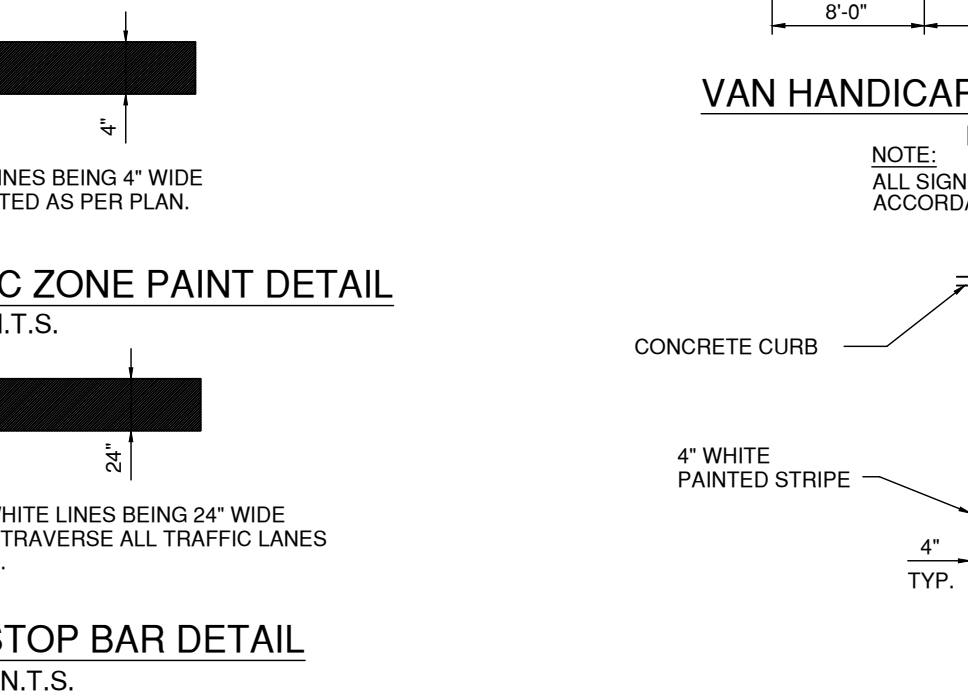 4"
INES BEING 4" WIDE
TED AS PER PLAN.
C ZONE PAINT DETAIL
N.T.S.
24"
WHITE LINES BEING 24" WIDE
TRAVERSE ALL TRAFFIC LANES
.
STOP BAR DETAIL
N.T.S.
8'-0"
VAN HANDICAP
NOTE:
ALL SIGN
ACCORDA
CONCRETE CURB
4" WHITE
PAINTED STRIPE
4"
TYP.